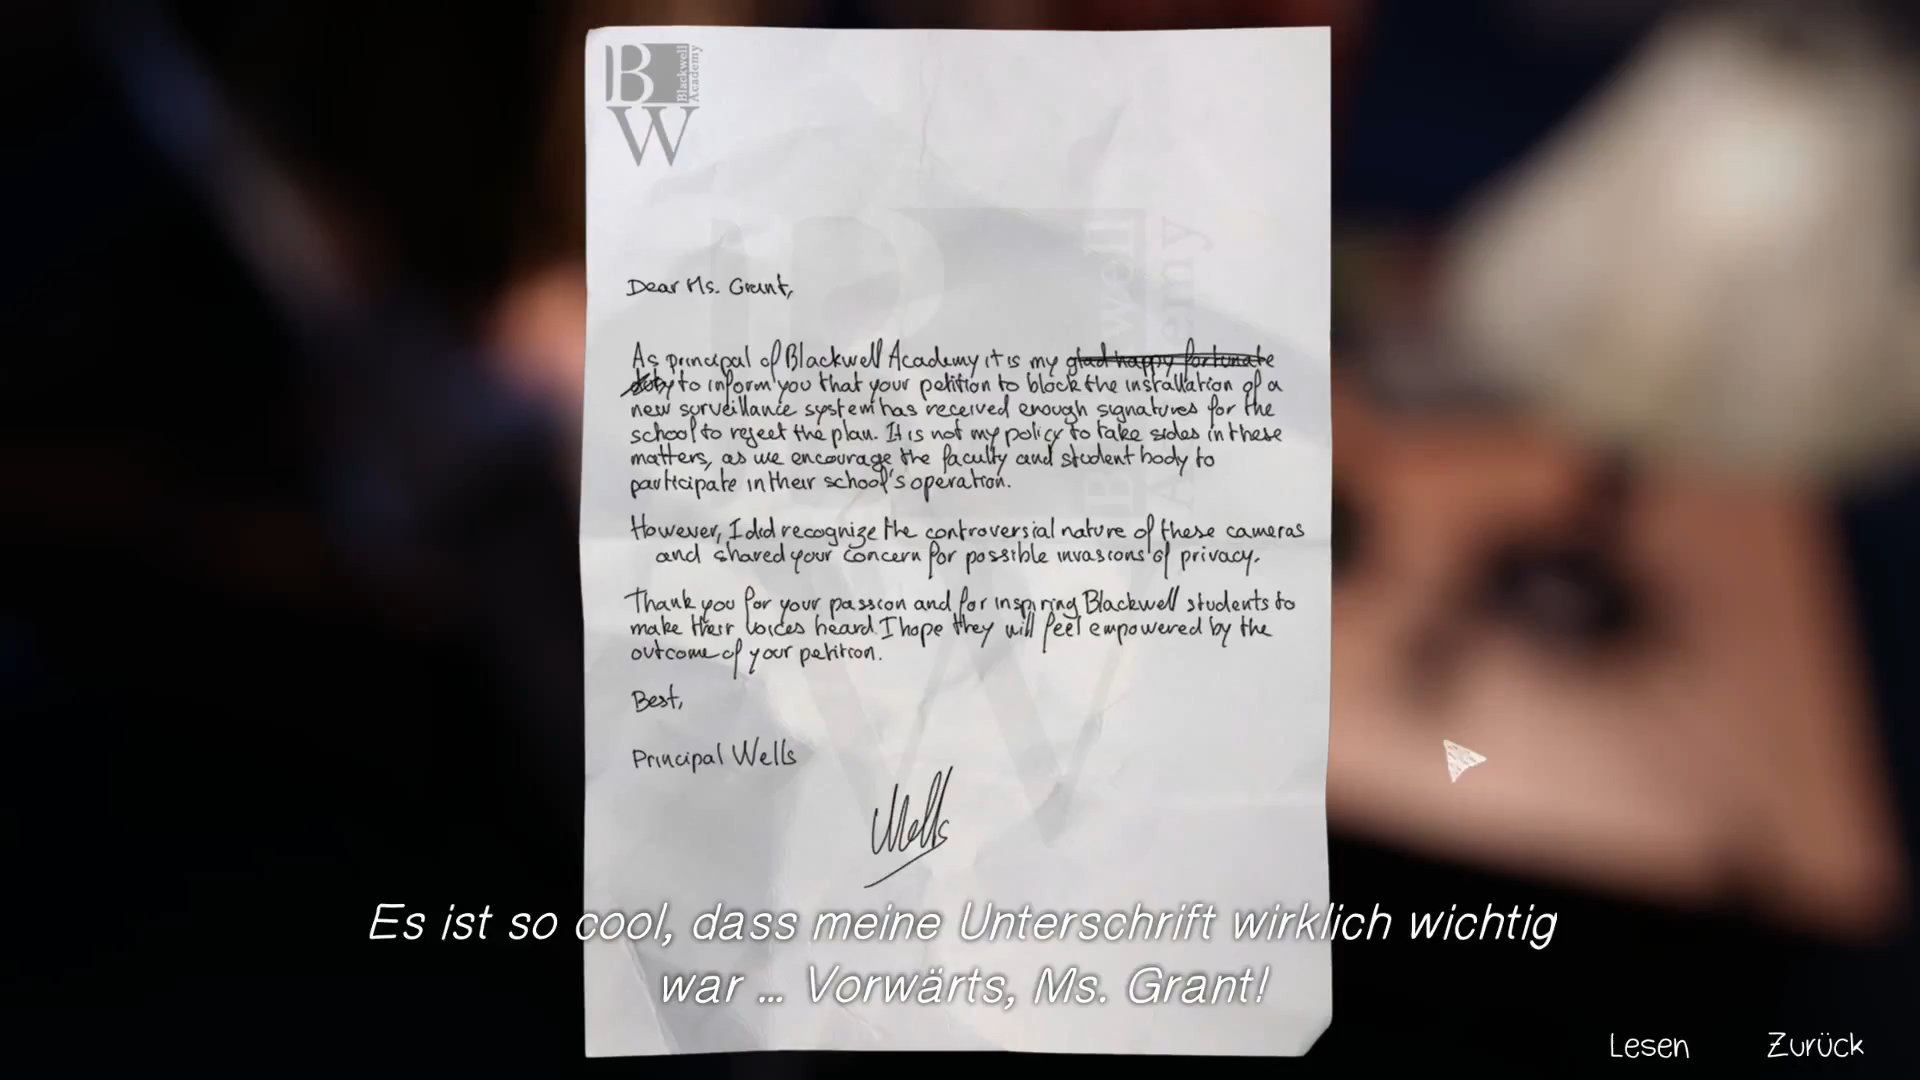 B
Blackwell
Academy
W
Dear Ms. Grant,
As principal of Blackwell Academy it is my glad happy fortunate
duty to inform you that your petition to block the installation of a
new surveillance system has received enough signatures for the
school to reject the plan. It is not my policy to take sides in these
matters, as we encourage the faculty and student body to
participate in their school's operation.
However, I did recognize the controversial nature of these cameras
and shared your concern for possible invasions of privacy.
Thank you for your passion and for inspiring Blackwell students to
make their voices heard. I hope they will feel empowered by the
outcome of your petition.
Best,
Principal Wells
Wells
Es ist so cool, dass meine Unterschrift wirklich wichtig
war ... Vorwärts, Ms. Grant!
Lesen Zurück